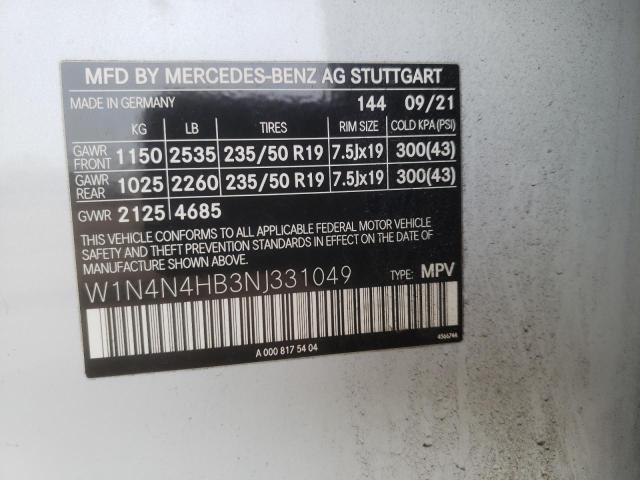 MFD BY MERCEDES-BENZ AG STUTTGART
MADE IN GERMANY 144 09/21
KG LB TIRES RIM SIZE COLD KPA(PSI)
GAWR FRONT 1150 2535 235/50 R19 7.5Jx19 300(43)
GAWR REAR 1025 2260 235/50 R19 7.5Jx19 300(43)
GVWR 2125 4685
THIS VEHICLE CONFORMS TO ALL APPLICABLE FEDERAL MOTOR VEHICLE
SAFETY AND THEFT PREVENTION STANDARDS IN EFFECT ON THE DATE OF
MANUFACTURE SHOWN ABOVE.
W1N4N4HB3NJ331049 TYPE: MPV
A 000 817 54 04 4566744